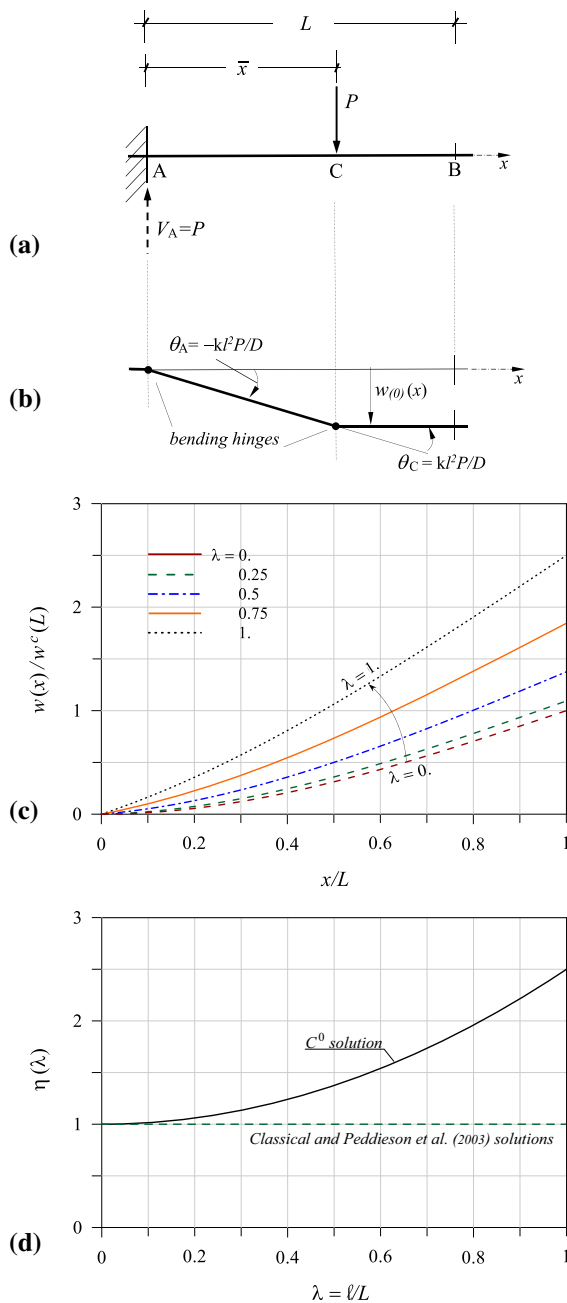 L
x̄
P
A
C
B
x
V_A=P
(a)
θ_A= −kl²P/D
x
w_(0)(x)
(b)
bending hinges
θ_C= kl²P/D
3
λ = 0.
0.25
0.5
0.75
1.
2
w(x)/w^c(L)
λ = 1.
1
λ = 0.
(c)
0
0
0.2
0.4
0.6
0.8
1
x/L
3
2
η(λ)
C⁰ solution
1
Classical and Peddieson et al. (2003) solutions
0
(d)
0
0.2
0.4
0.6
0.8
1
λ = ℓ/L